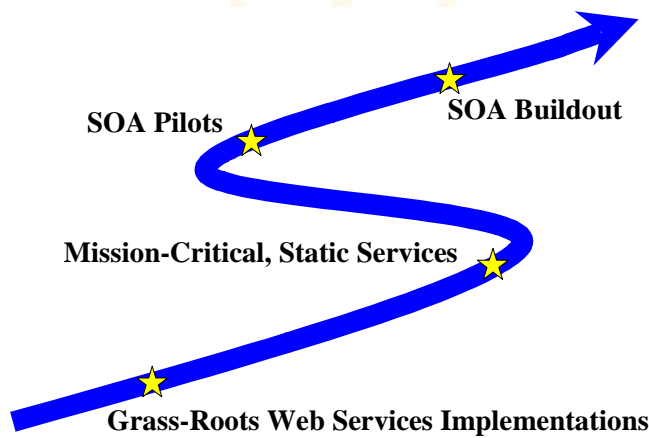 SOA Pilots
SOA Buildout
Mission-Critical, Static Services
Grass-Roots Web Services Implementations